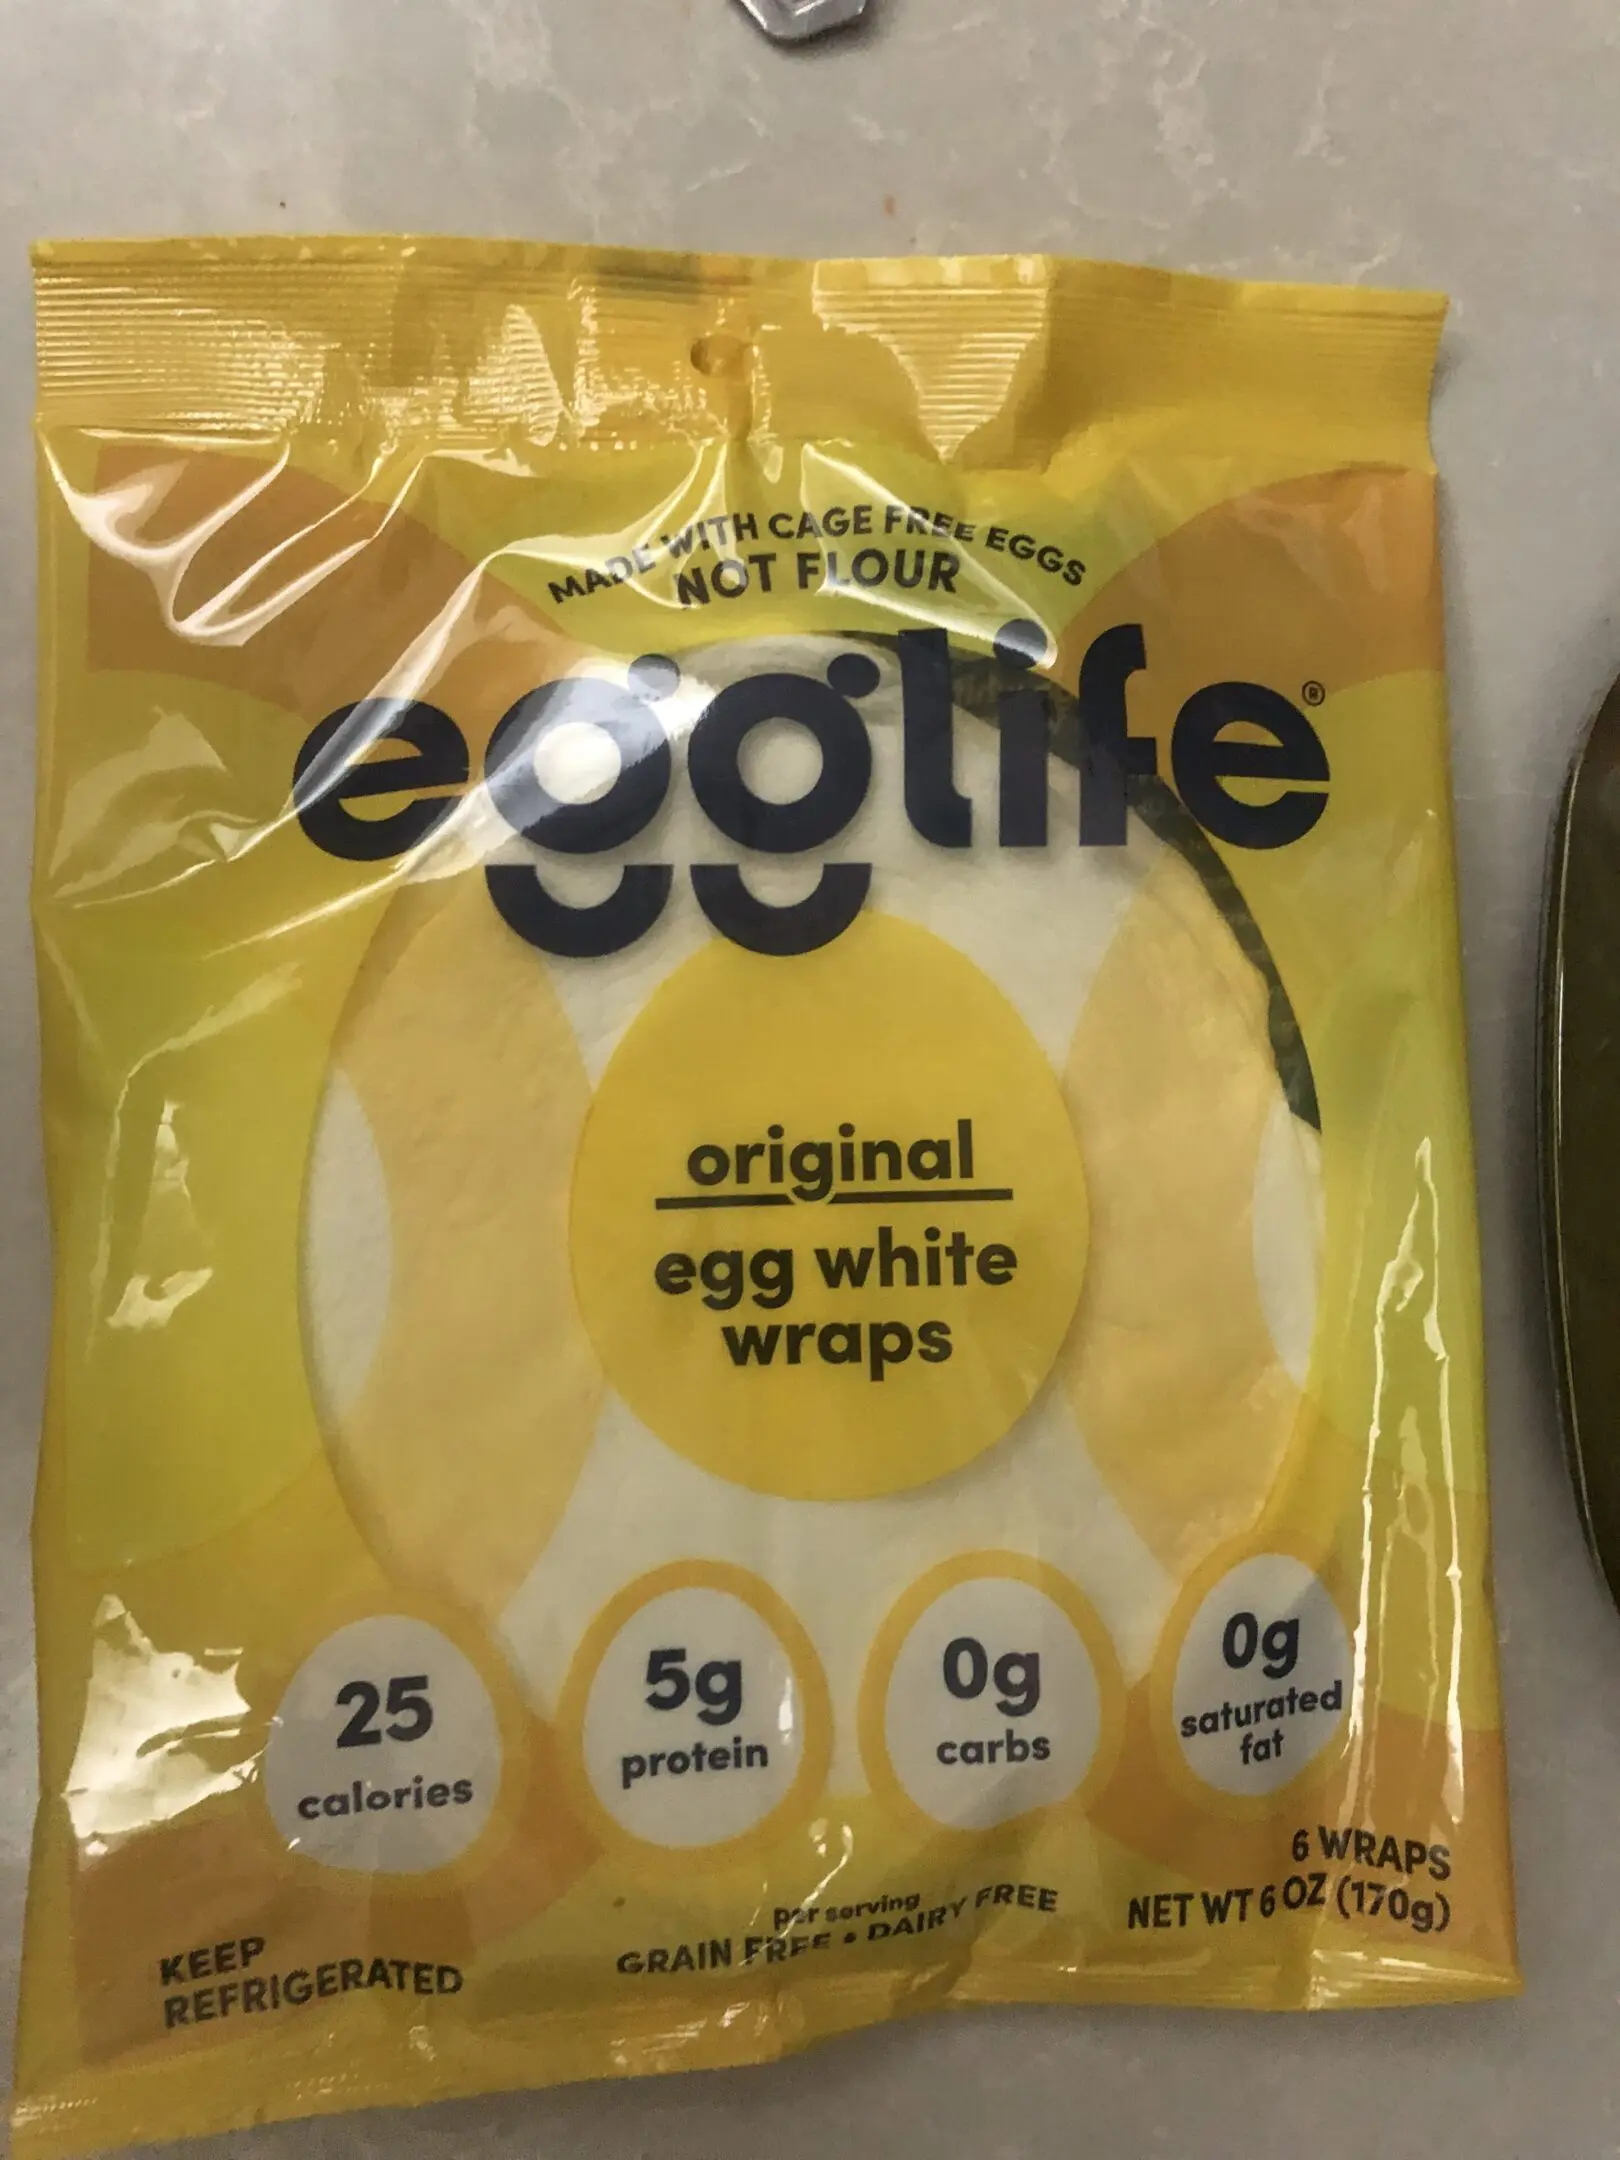 MADE WITH CAGE FREE EGGS
NOT FLOUR
egglife®
original
egg white
wraps
25
calories
5g
protein
0g
carbs
0g
saturated
fat
per serving
GRAIN FREE • DAIRY FREE
6 WRAPS
NET WT 6 OZ (170g)
KEEP
REFRIGERATED